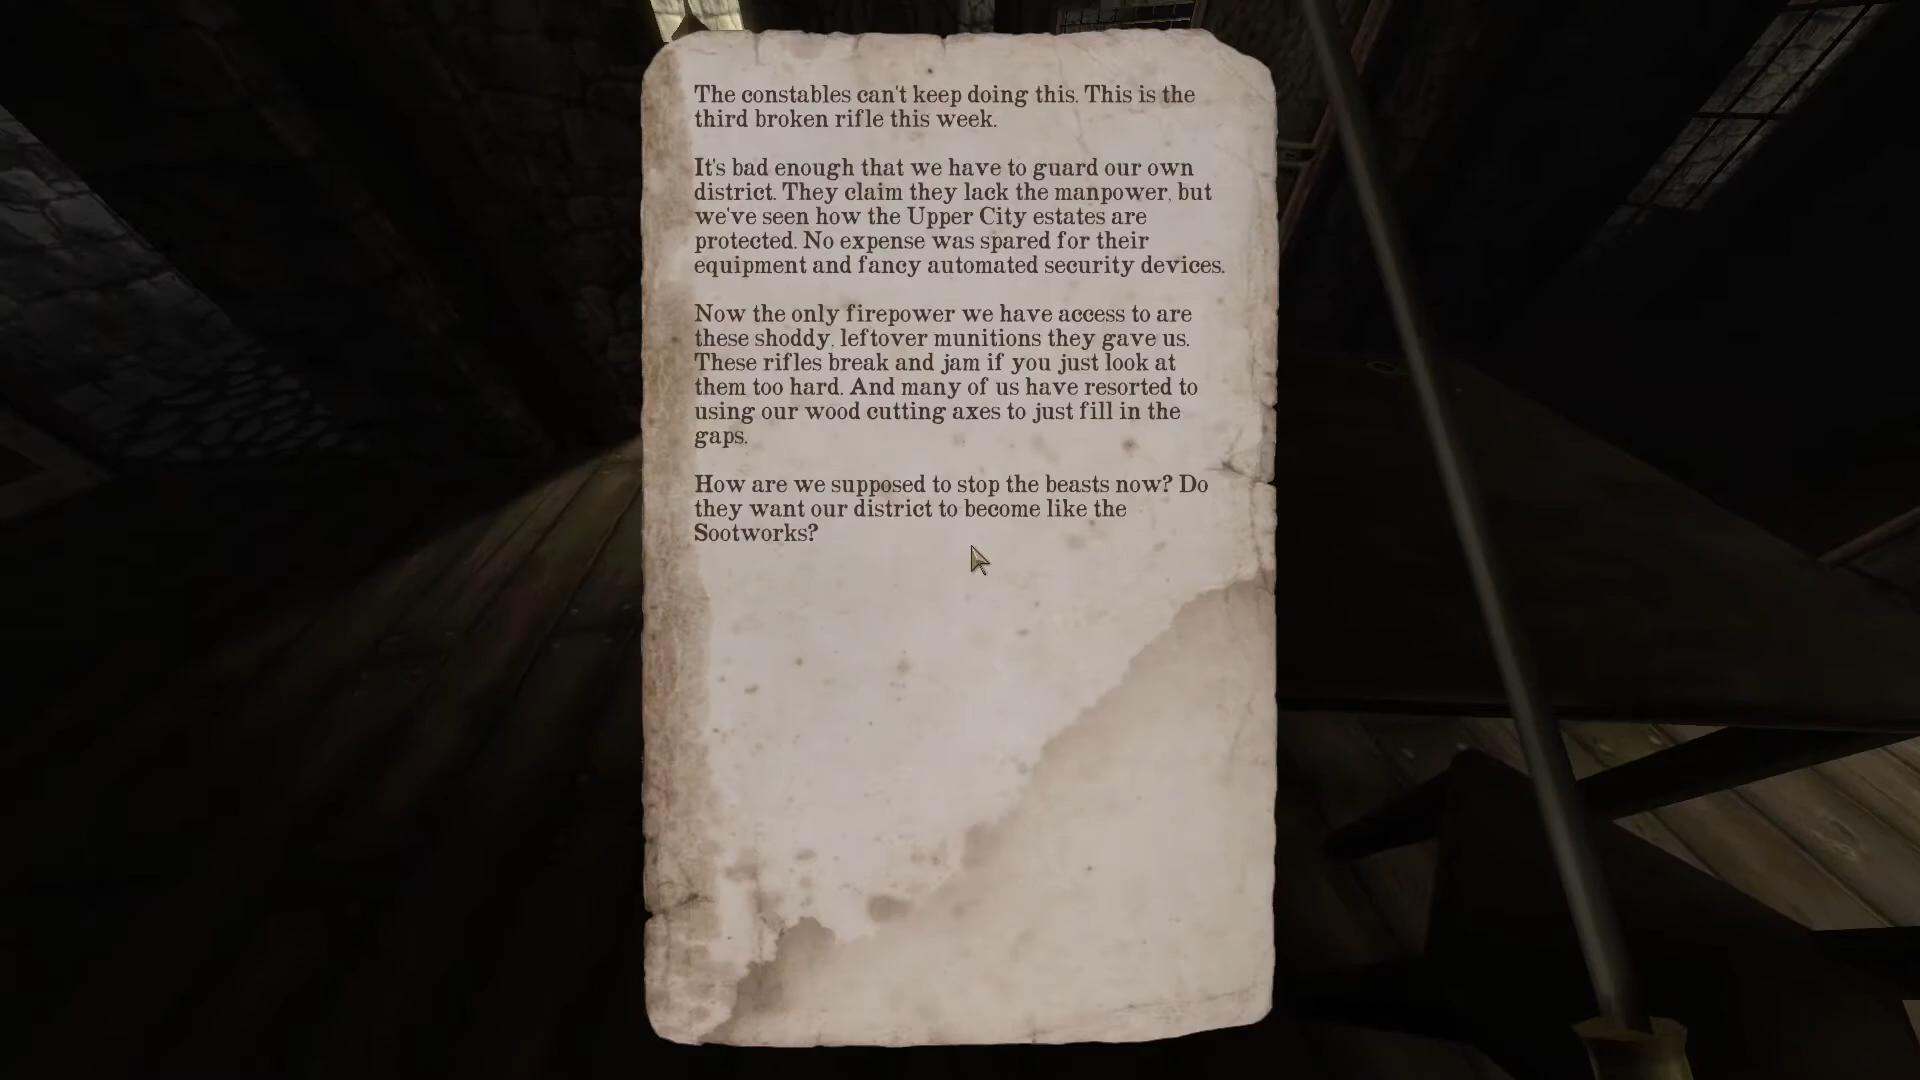 The constables can't keep doing this. This is the
third broken rifle this week.
It's bad enough that we have to guard our own
district. They claim they lack the manpower, but
we've seen how the Upper City estates are
protected. No expense was spared for their
equipment and fancy automated security devices.
Now the only firepower we have access to are
these shoddy, leftover munitions they gave us.
These rifles break and jam if you just look at
them too hard. And many of us have resorted to
using our wood cutting axes to just fill in the
gaps.
How are we supposed to stop the beasts now? Do
they want our district to become like the
Sootworks?